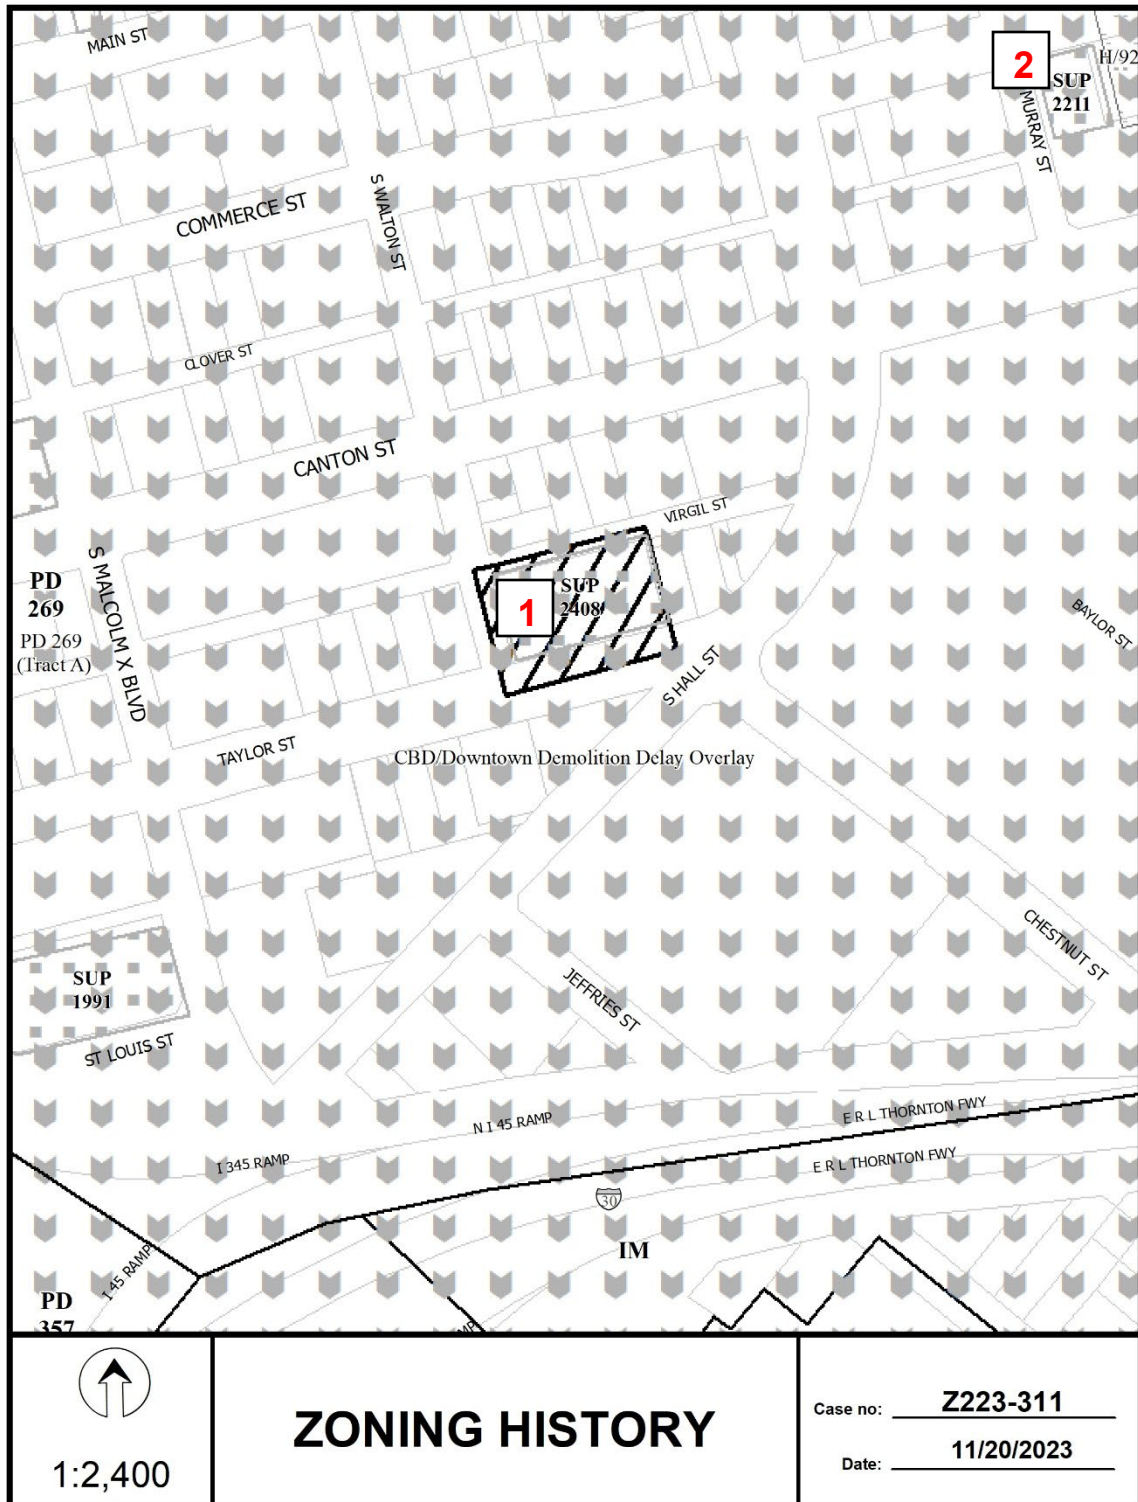 MAIN ST
2
H/92
SUP
2211
MURRAY ST
COMMERCE ST
S WALTON ST
CLOVER ST
CANTON ST
VIRGIL ST
PD
269
PD 269
(Tract A)
S MALCOLM X BLVD
1
SUP
2408
BAYLOR ST
S HALL ST
TAYLOR ST
CBD/Downtown Demolition Delay Overlay
CHESTNUT ST
SUP
1991
JEFFRIES ST
ST LOUIS ST
N I 45 RAMP
E R L THORNTON FWY
I 345 RAMP
E R L THORNTON FWY
30
IM
I 45 RAMP
PD
357
1:2,400
ZONING HISTORY
Case no: Z223-311
Date: 11/20/2023